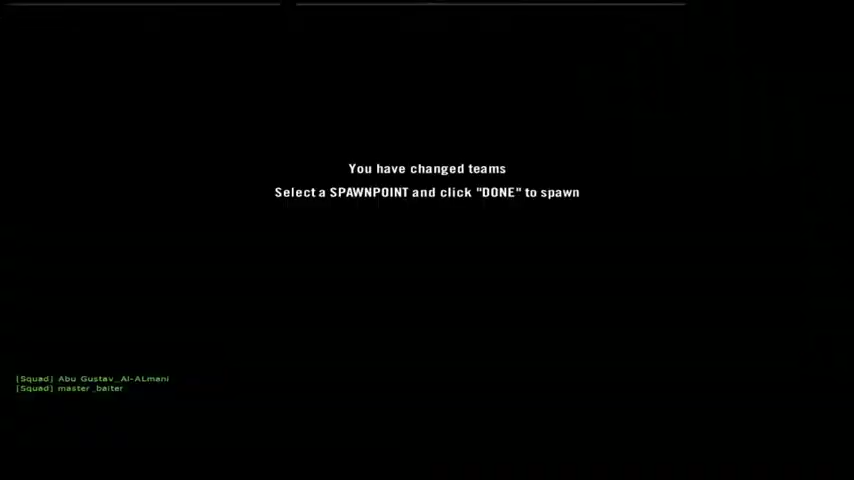 You have changed teams
Select a SPAWNPOINT and click "DONE" to spawn
[Squad] Abu Gustav_Al-ALmani
[Squad] master_baiter